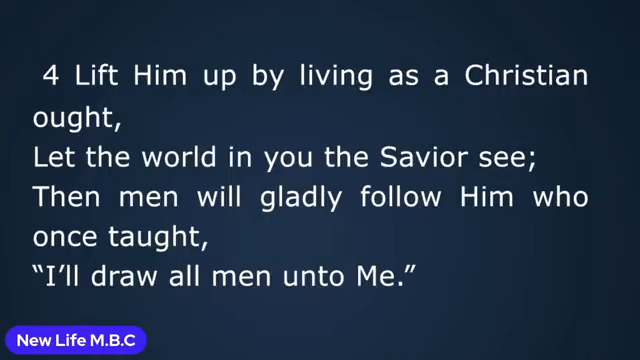 4 Lift Him up by living as a Christian
ought,
Let the world in you the Savior see;
Then men will gladly follow Him who
once taught,
“I’ll draw all men unto Me.”
New Life M.B.C